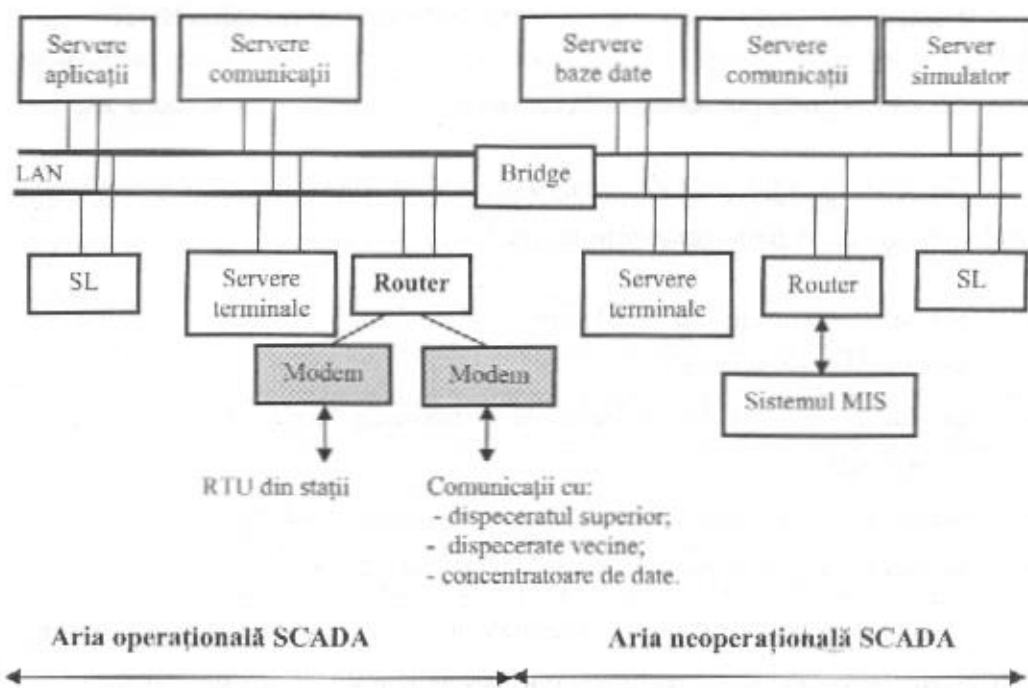 Servere
aplicații
Servere
comunicații
Servere
baze date
Servere
comunicații
Server
simulator
LAN
Bridge
SL
Servere
terminale
Router
Servere
terminale
Router
SL
Modem
Modem
Sistemul MIS
RTU din stații
Comunicații cu:
- dispeceratul superior;
- dispecerate vecine;
- concentratoare de date.
Aria operațională SCADA
Aria neoperațională SCADA